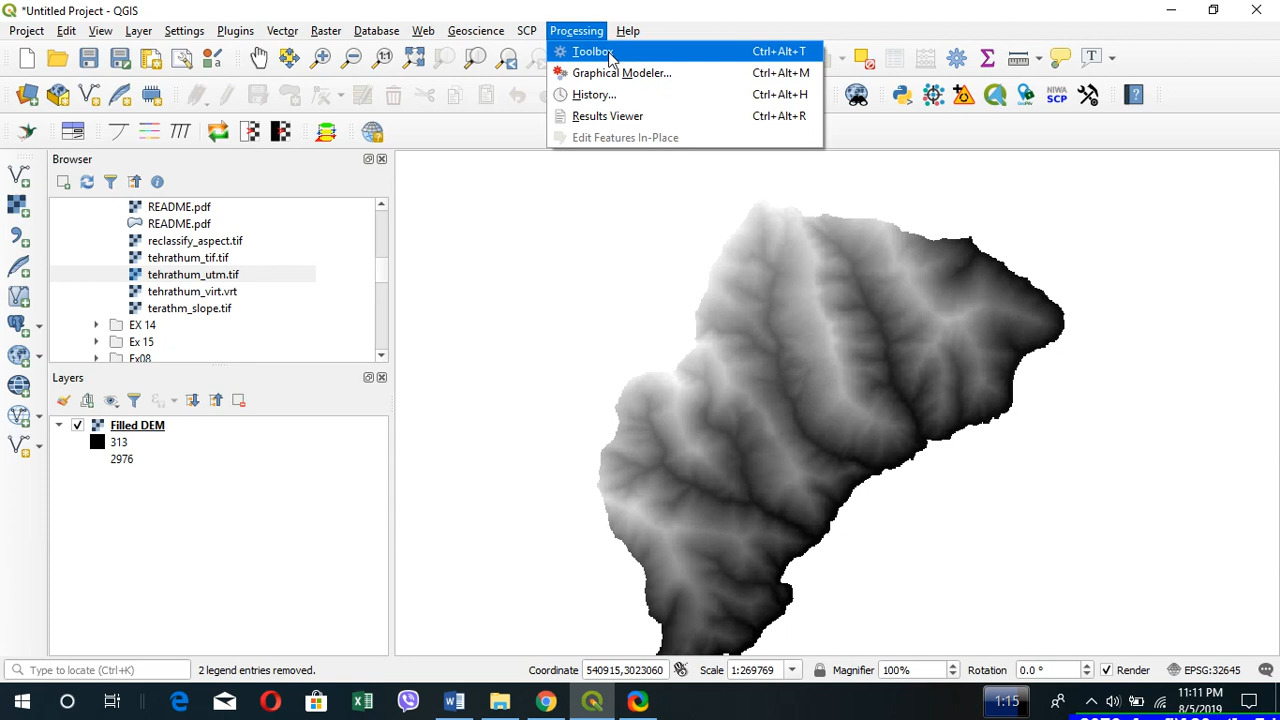 *Untitled Project - QGIS
Project Edit View Layer Settings Plugins Vector Raster Database Web Geoscience SCP Processing Help
Toolbox Ctrl+Alt+T
Graphical Modeler... Ctrl+Alt+M
History... Ctrl+Alt+H
Results Viewer Ctrl+Alt+R
Edit Features In-Place
NIWA
SCP
Browser
README.pdf
README.pdf
reclassify_aspect.tif
tehrathum_tif.tif
tehrathum_utm.tif
tehrathum_virt.vrt
terathm_slope.tif
EX 14
Ex 15
Ex08
Layers
Filled DEM
313
2976
Type to locate (Ctrl+K) 2 legend entries removed. Coordinate 540915,3023060 Scale 1:269769 Magnifier 100% Rotation 0.0 ° Render EPSG:32645
1:15
11:11 PM
8/5/2019